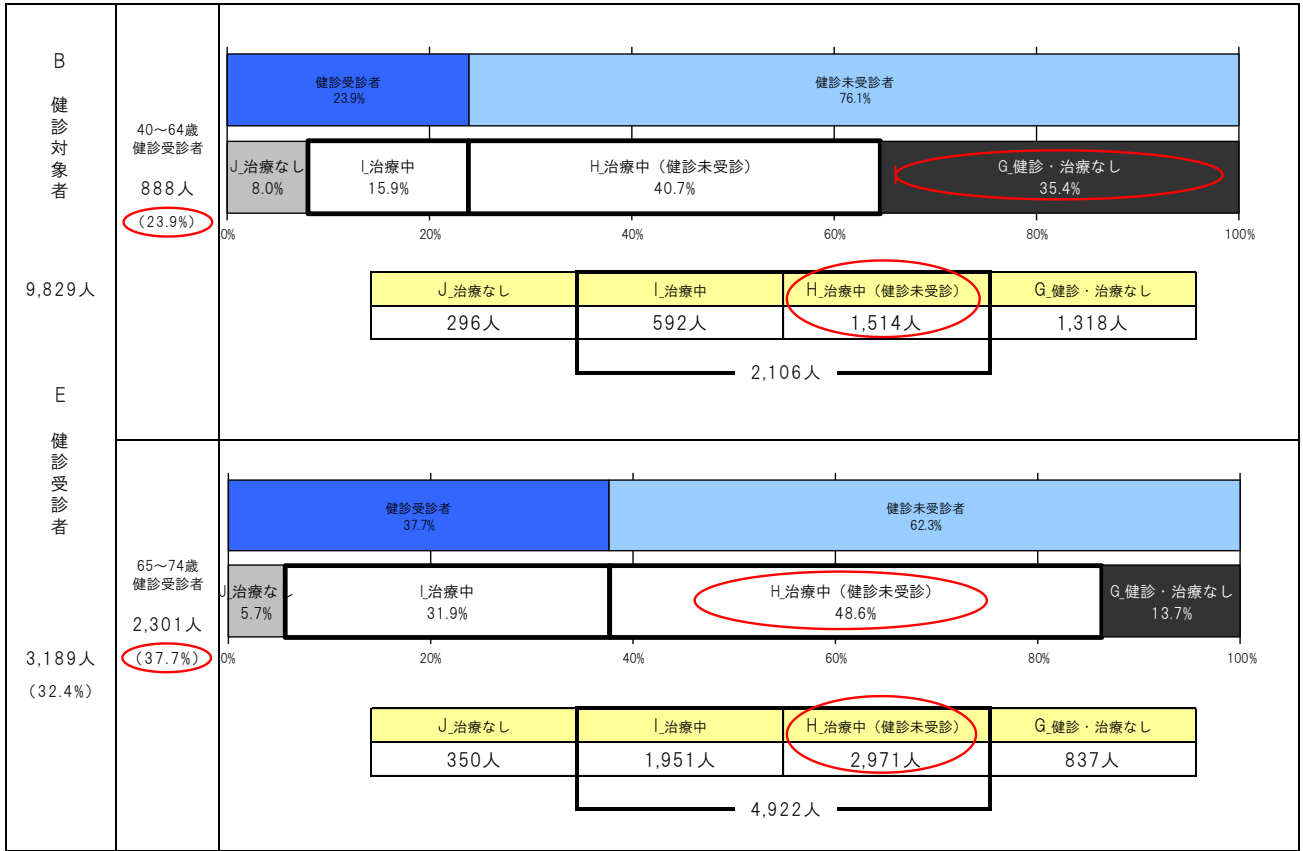 B
健
診
対
象
者
9,829人
E
健
診
受
診
者
3,189人
(32.4%)
40～64歳
健診受診者
888人
(23.9%)
健診受診者
23.9%
健診未受診者
76.1%
J_治療なし
8.0%
I_治療中
15.9%
H_治療中（健診未受診）
40.7%
G_健診・治療なし
35.4%
0% 20% 40% 60% 80% 100%
J_治療なし I_治療中 H_治療中（健診未受診） G_健診・治療なし
296人 592人 1,514人 1,318人
2,106人
65～74歳
健診受診者
2,301人
(37.7%)
健診受診者
37.7%
健診未受診者
62.3%
J_治療なし
5.7%
I_治療中
31.9%
H_治療中（健診未受診）
48.6%
G_健診・治療なし
13.7%
0% 20% 40% 60% 80% 100%
J_治療なし I_治療中 H_治療中（健診未受診） G_健診・治療なし
350人 1,951人 2,971人 837人
4,922人